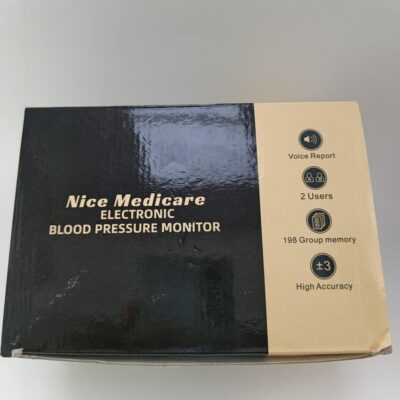 Nice Medicare
ELECTRONIC
BLOOD PRESSURE MONITOR
Voice Report
2 Users
198 Group memory
±3
High Accuracy